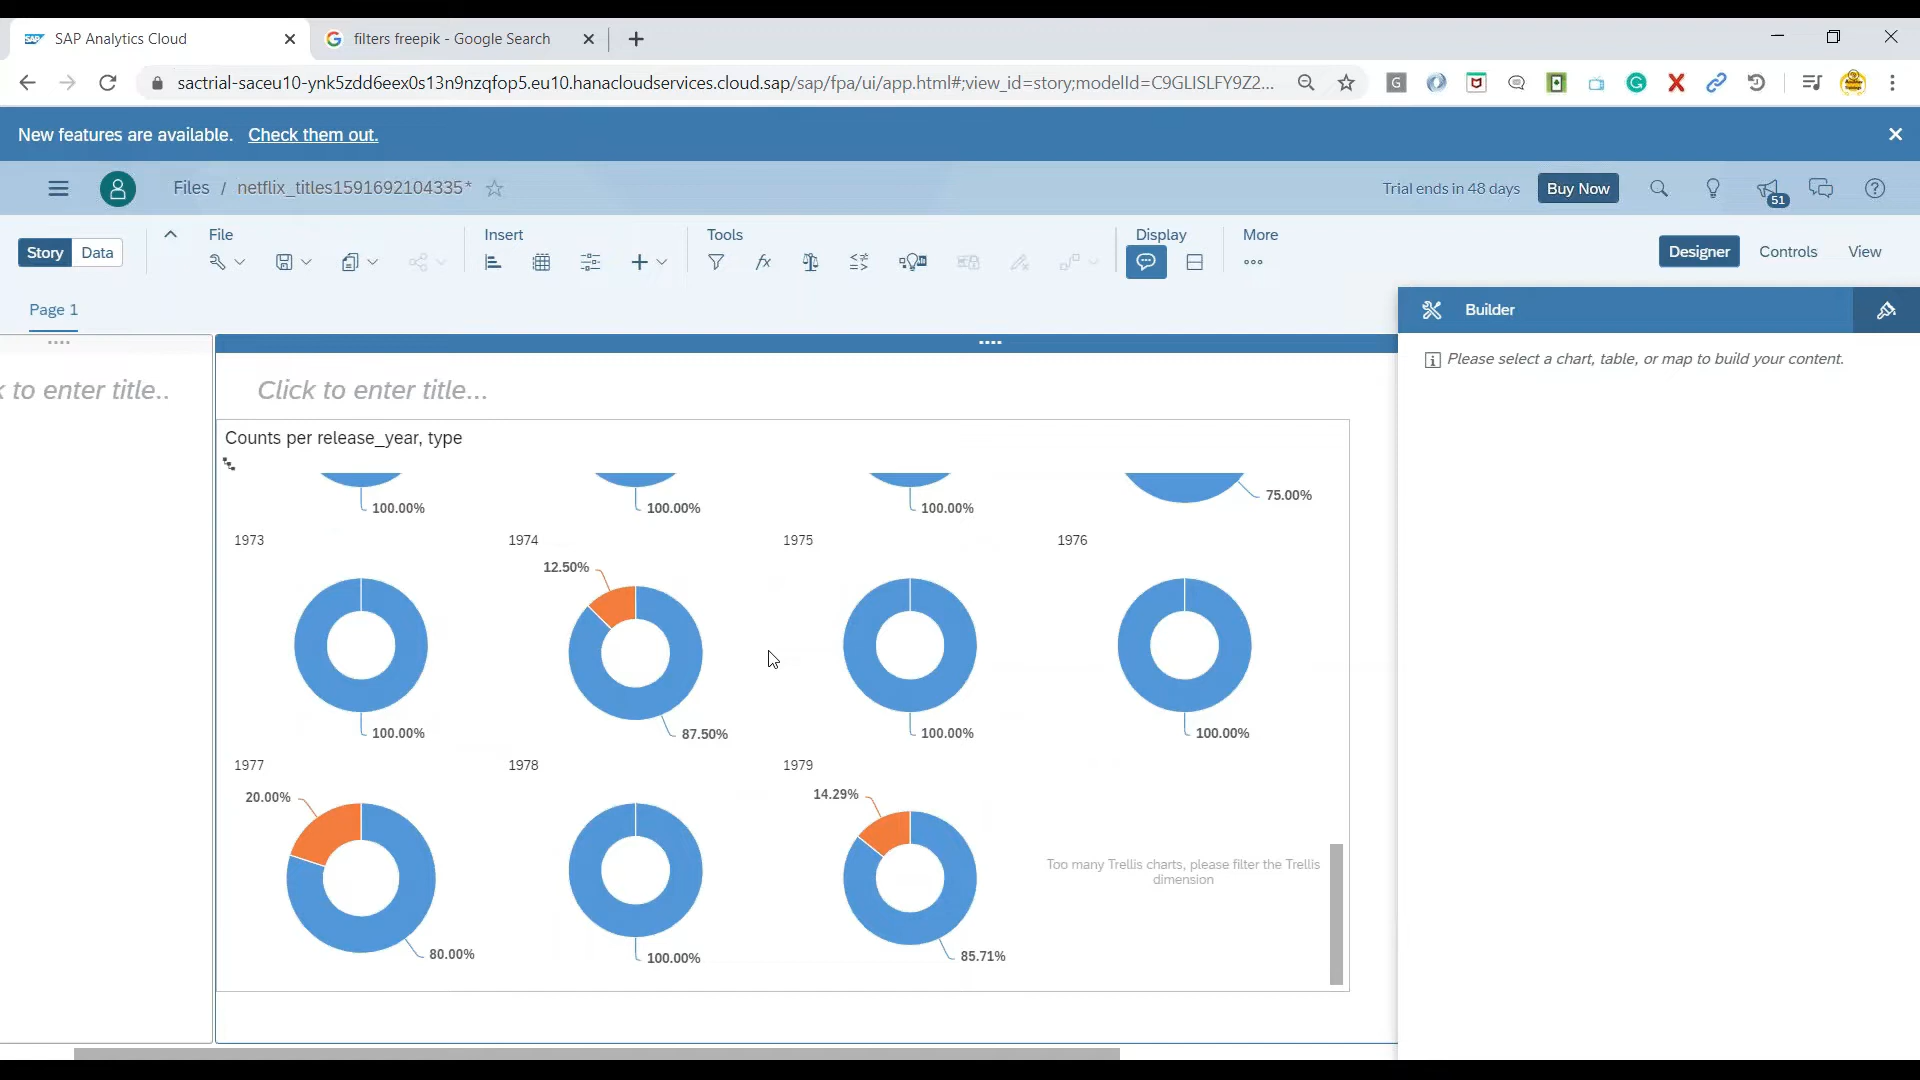 SAP Analytics Cloud
filters freepik - Google Search
sactrial-saceu10-ynk5zdd6eex0s13n9nzqfop5.eu10.hanacloudservices.cloud.sap/sap/fpa/ui/app.html#;view_id=story;modelId=C9GLISLFY9Z2...
New features are available. Check them out.
Files / netflix_titles1591692104335*
Trial ends in 48 days
Buy Now
51
Story
Data
File
Insert
Tools
Display
More
Designer
Controls
View
Page 1
Builder
Please select a chart, table, or map to build your content.
k to enter title..
Click to enter title...
Counts per release_year, type
100.00%
100.00%
100.00%
75.00%
1973
1974
1975
1976
12.50%
100.00%
87.50%
100.00%
100.00%
1977
1978
1979
20.00%
14.29%
Too many Trellis charts, please filter the Trellis
dimension
80.00%
100.00%
85.71%